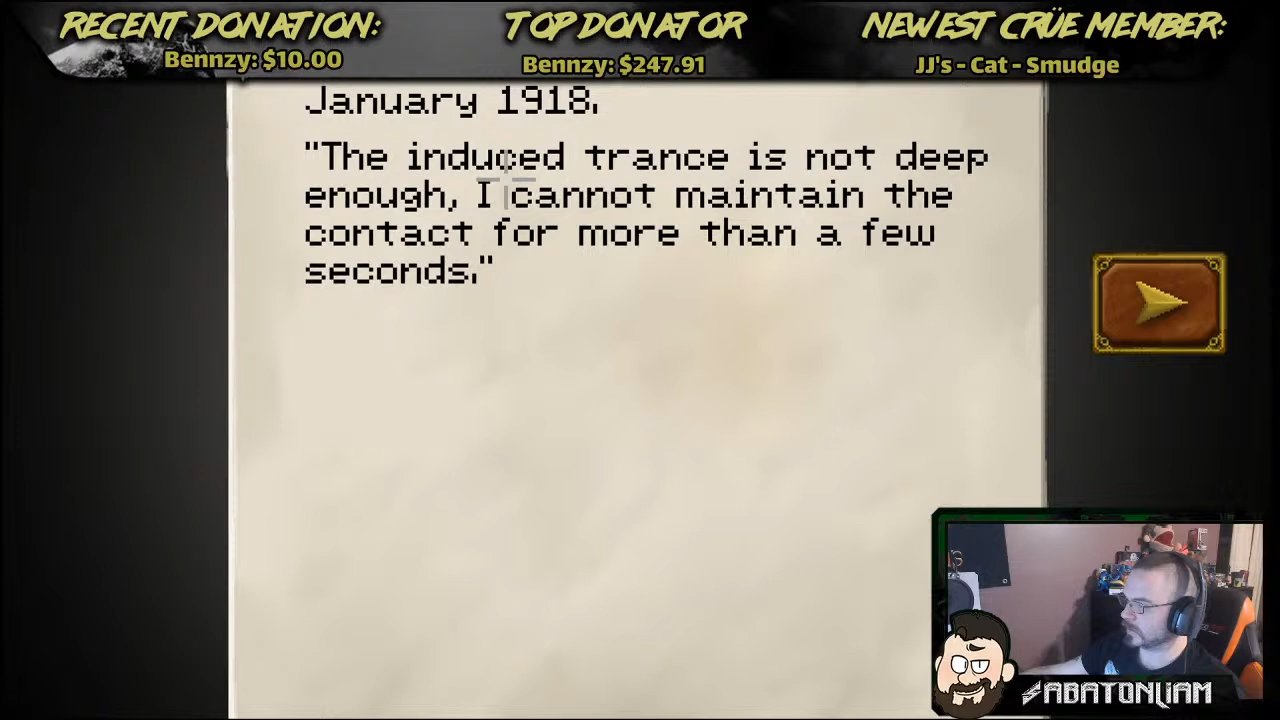 RECENT DONATION:
Bennzy: $10.00
TOP DONATOR
Bennzy: $247.91
NEWEST CRÜE MEMBER:
JJ's - Cat - Smudge
January 1918.
"The induced trance is not deep
enough, I cannot maintain the
contact for more than a few
seconds."
SABATONLIAM